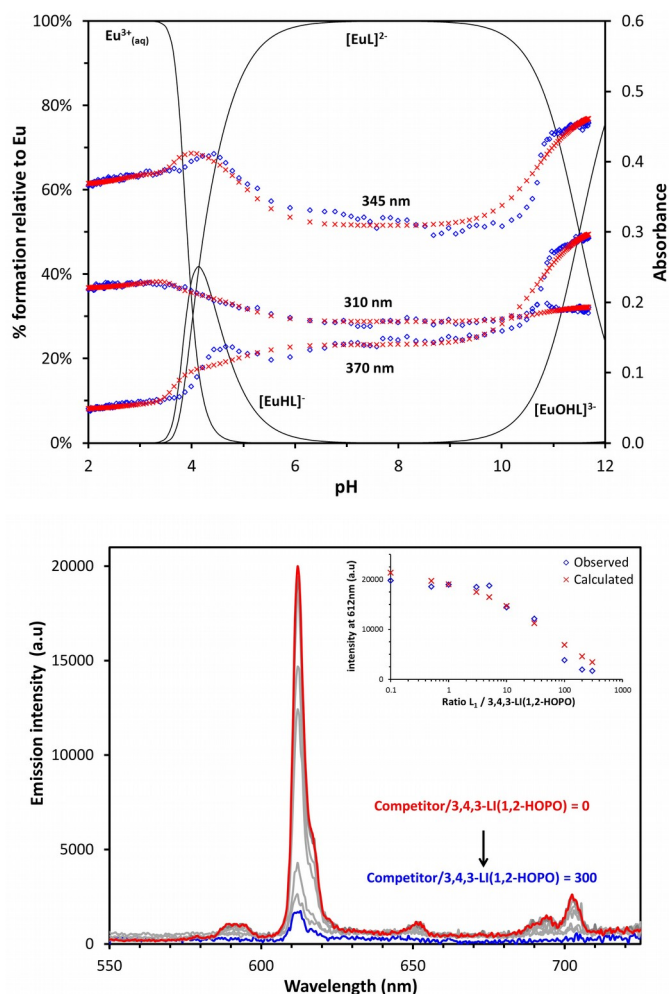 100% 0.6
Eu3+(aq) [EuL]2-
80% 0.5
0.4
60% 345 nm
0.3
40% 310 nm
0.2
20% 370 nm
0.1
[EuHL]- [EuOHL]3-
0% 0.0
2 4 6 8 10 12
pH
% formation relative to Eu
Absorbance
20000
15000
10000
5000
0
550 600 650 700
Wavelength (nm)
Emission intensity (a.u)
20000
10000
0
0.1 1 10 100 1000
Ratio L1 / 3,4,3-LI(1,2-HOPO)
intensity at 612nm (a.u)
Observed
Calculated
Competitor/3,4,3-LI(1,2-HOPO) = 0
Competitor/3,4,3-LI(1,2-HOPO) = 300